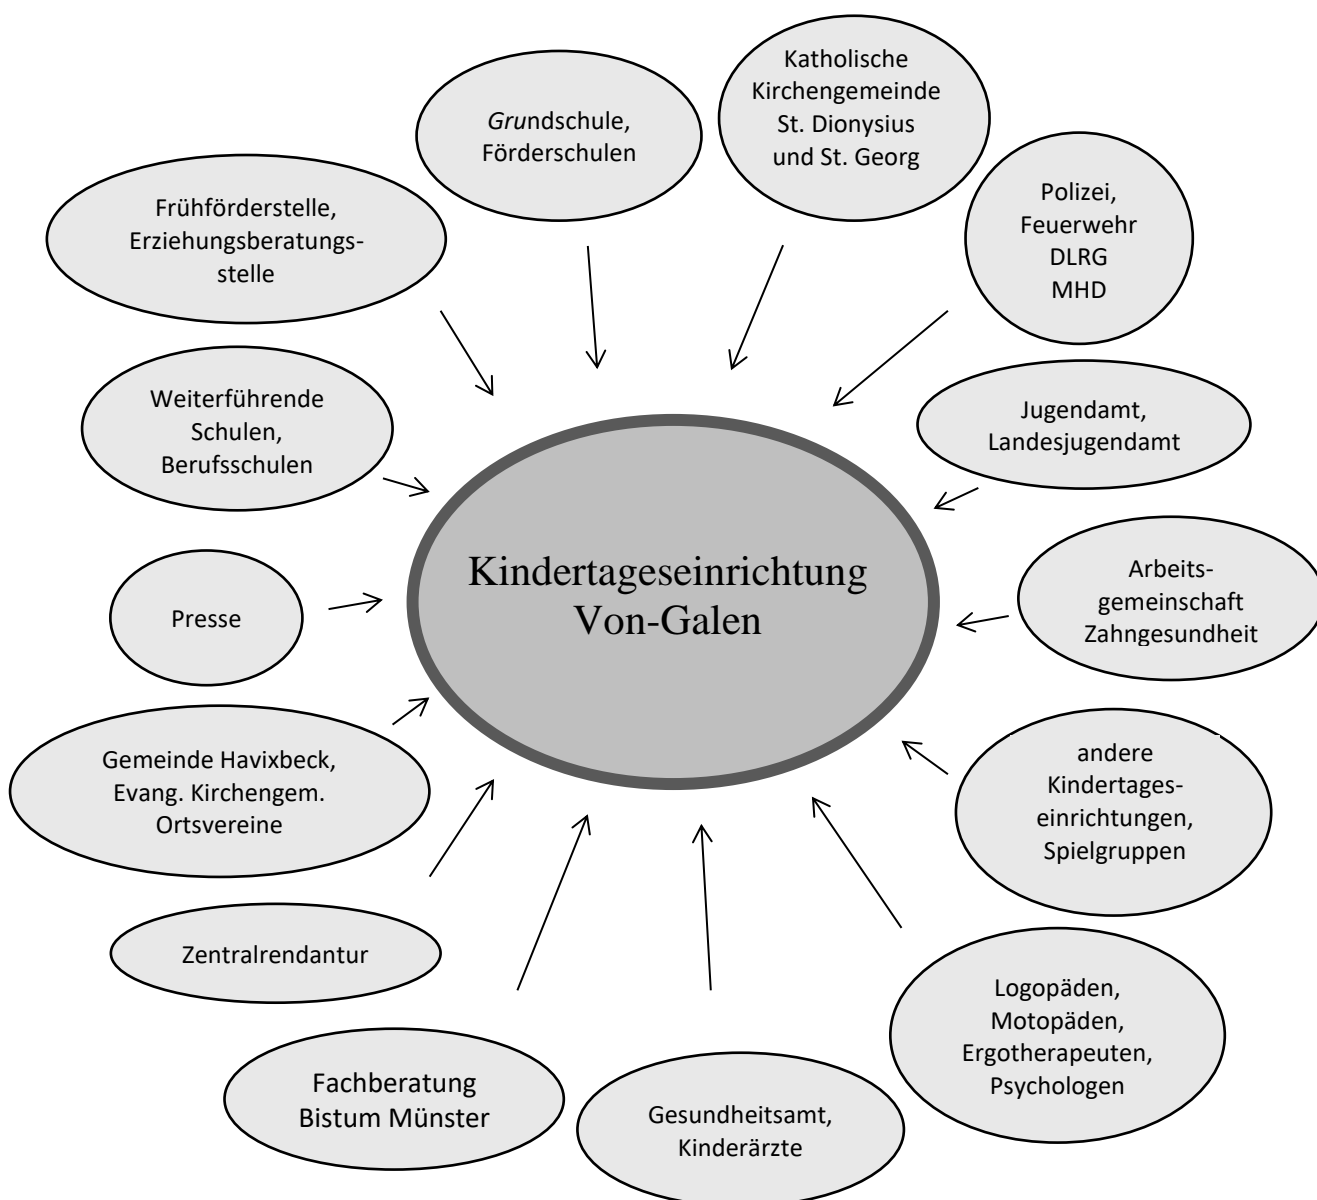 Katholische
Kirchengemeinde
St. Dionysius
und St. Georg
Grundschule,
Förderschulen
Polizei,
Feuerwehr
DLRG
MHD
Frühförderstelle,
Erziehungsberatungs-
stelle
Weiterführende
Schulen,
Berufsschulen
Jugendamt,
Landesjugendamt
Kindertageseinrichtung
Von-Galen
Arbeits-
gemeinschaft
Zahngesundheit
Presse
Gemeinde Havixbeck,
Evang. Kirchengem.
Ortsvereine
andere
Kindertages-
einrichtungen,
Spielgruppen
Zentralrendantur
Logopäden,
Motopäden,
Ergotherapeuten,
Psychologen
Fachberatung
Bistum Münster
Gesundheitsamt,
Kinderärzte